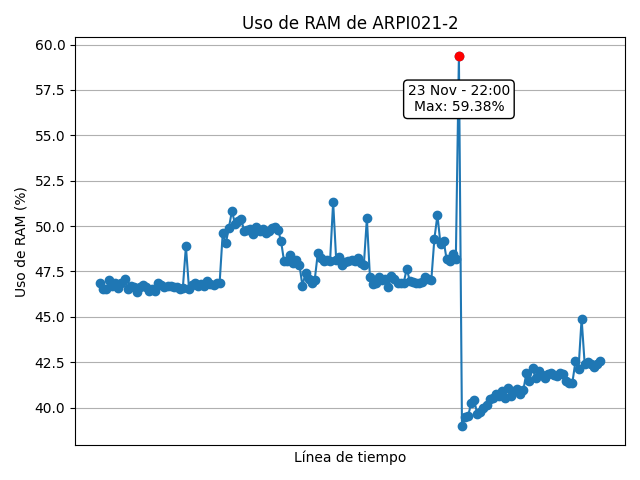 Uso de RAM de ARPI021-2
Uso de RAM (%)
60.0
57.5
55.0
52.5
50.0
47.5
45.0
42.5
40.0
23 Nov - 22:00
Max: 59.38%
Línea de tiempo